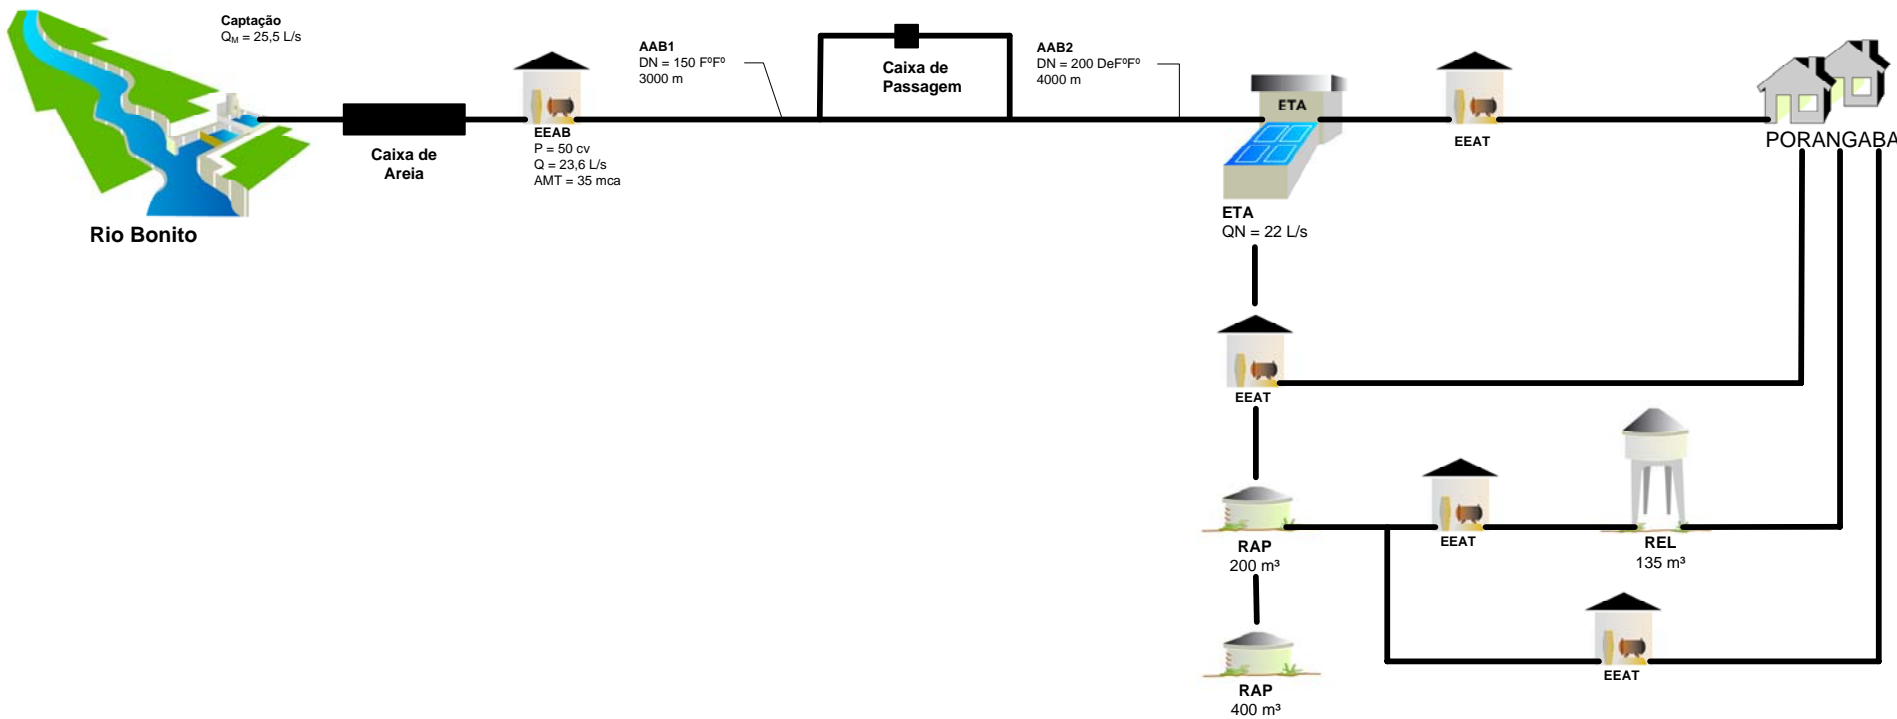 Captação
Qᴍ = 25,5 L/s
Caixa de
Areia
Rio Bonito
EEAB
P = 50 cv
Q = 23,6 L/s
AMT = 35 mca
AAB1
DN = 150 FºFº
3000 m
Caixa de
Passagem
AAB2
DN = 200 DeFºFº
4000 m
ETA
ETA
QN = 22 L/s
EEAT
PORANGABA
EEAT
RAP
200 m³
EEAT
REL
135 m³
RAP
400 m³
EEAT